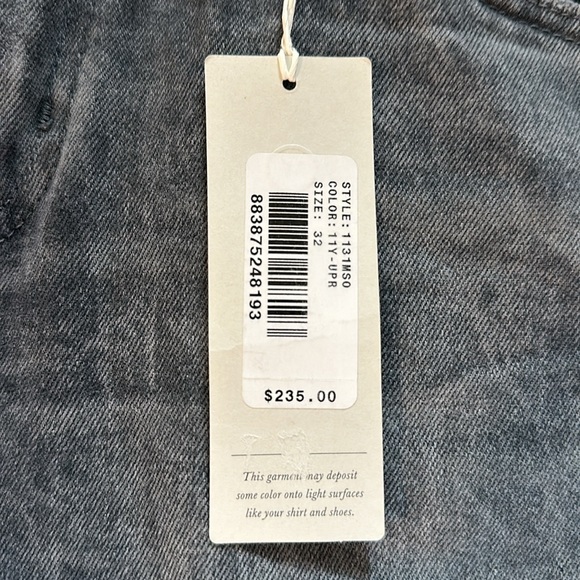 STYLE: 1131MSO
COLOR: 11Y-UPR
SIZE: 32
883875248193
$235.00
This garment may deposit
some color onto light surfaces
like your shirt and shoes.